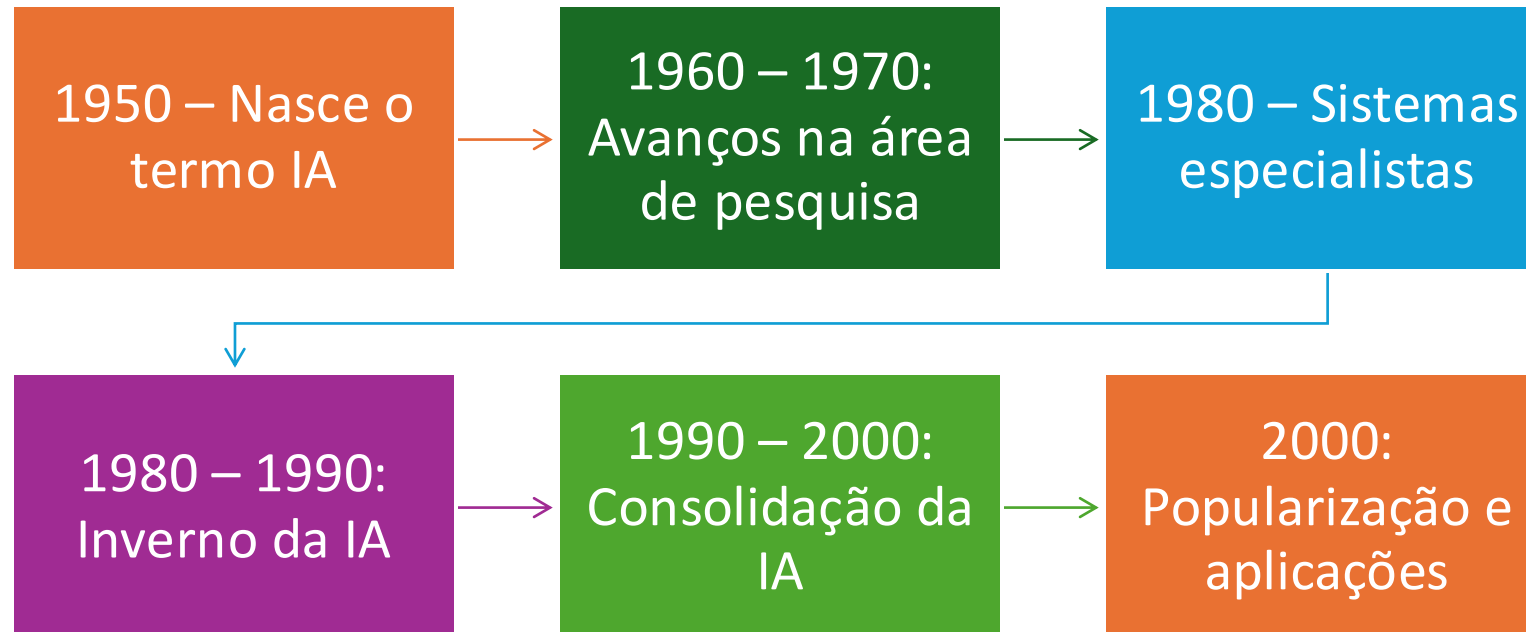 1950 – Nasce o
termo IA
1960 – 1970:
Avanços na área
de pesquisa
1980 – Sistemas
especialistas
1980 – 1990:
Inverno da IA
1990 – 2000:
Consolidação da
IA
2000:
Popularização e
aplicações